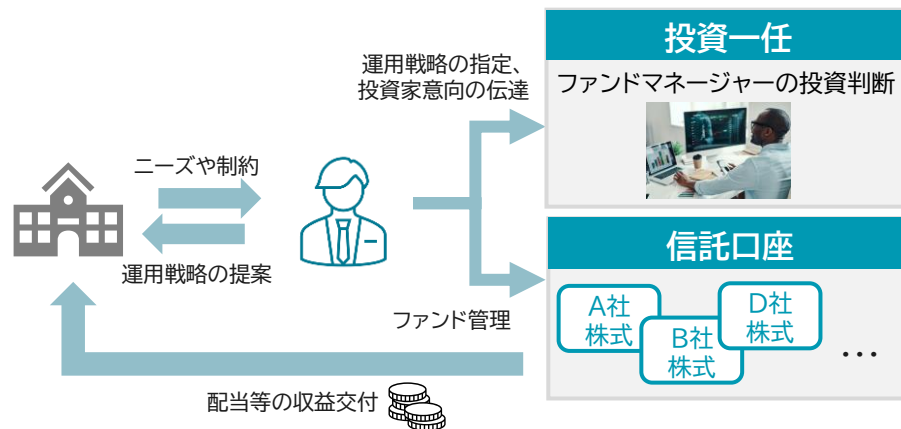 投資一任
運用戦略の指定、
投資家意向の伝達
ファンドマネージャーの投資判断
ニーズや制約
運用戦略の提案
信託口座
A社
株式
B社
株式
D社
株式
…
ファンド管理
配当等の収益交付